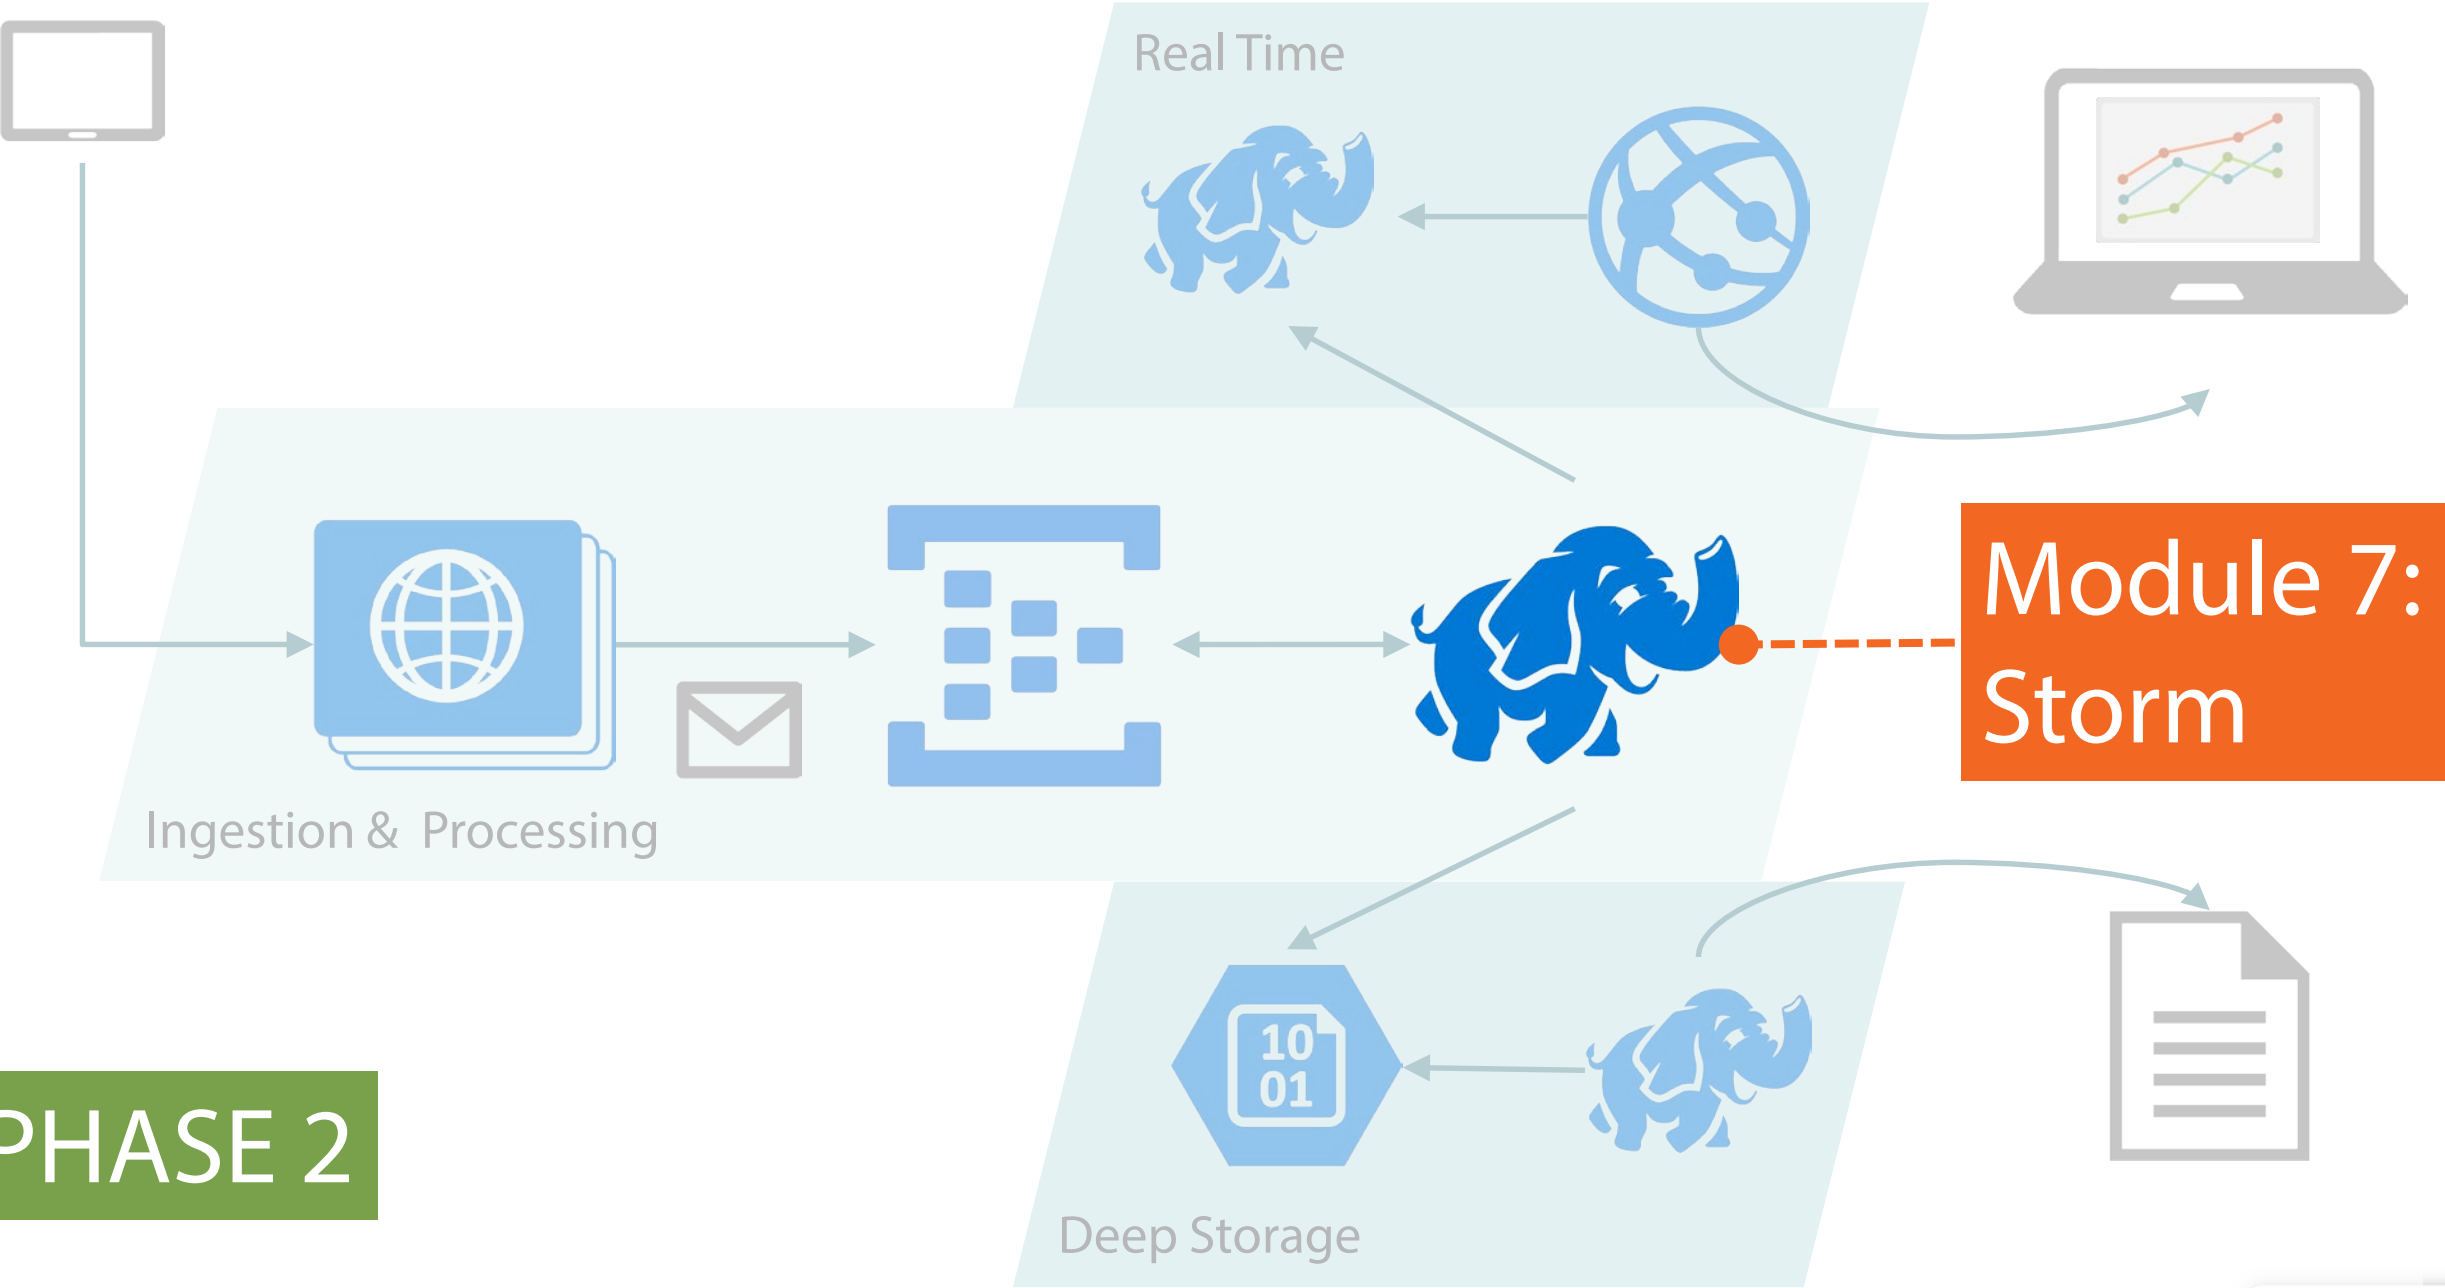 Real Time
Module 7:
Storm
Ingestion & Processing
10
01
PHASE 2
Deep Storage